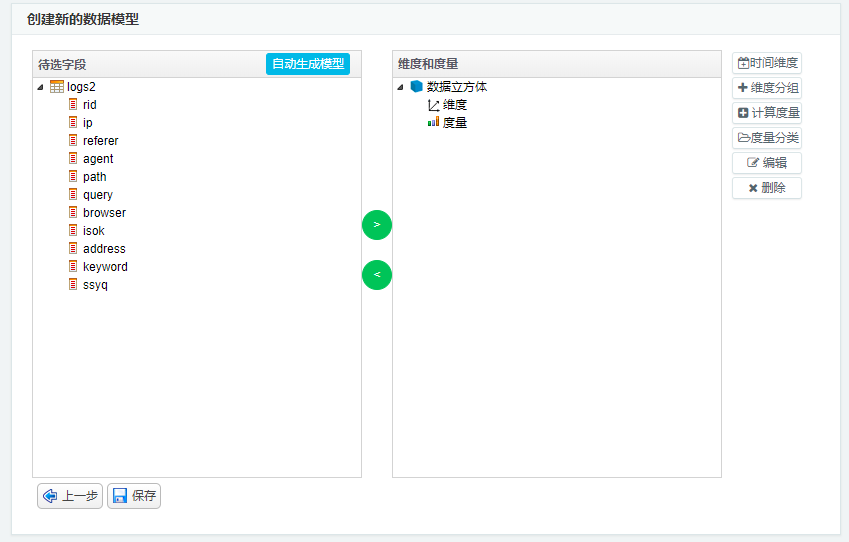 创建新的数据模型
待选字段
自动生成模型
logs2
rid
ip
referer
agent
path
query
browser
isok
address
keyword
ssyq
>
<
维度和度量
数据立方体
维度
度量
时间维度
维度分组
计算度量
度量分类
编辑
删除
上一步
保存